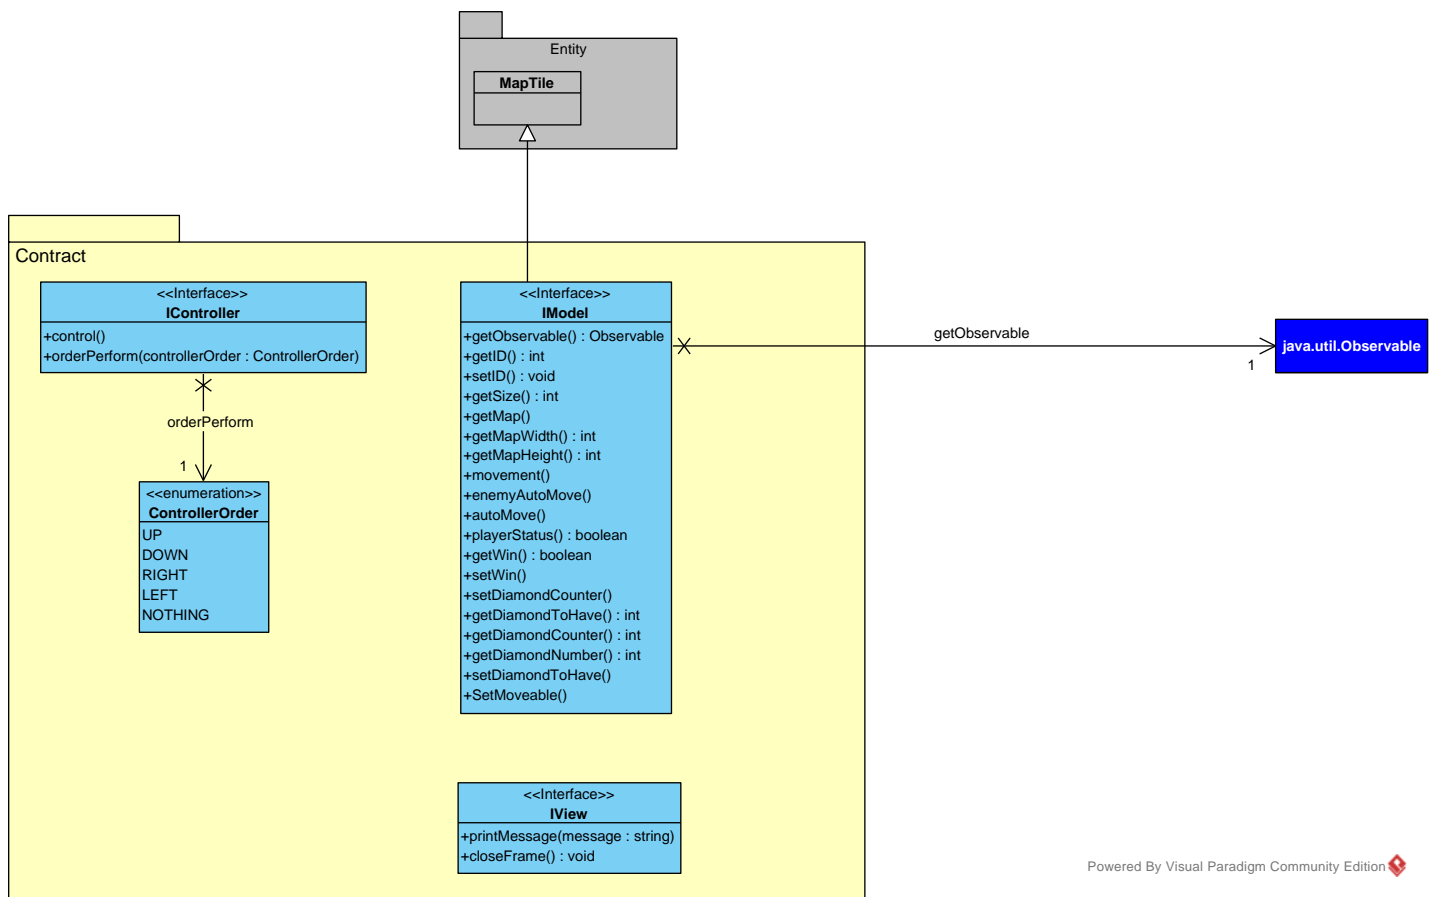 Entity
MapTile
Contract
<<Interface>>
IController
+control()
+orderPerform(controllerOrder : ControllerOrder)
orderPerform
1
<<enumeration>>
ControllerOrder
UP
DOWN
RIGHT
LEFT
NOTHING
<<Interface>>
IModel
+getObservable() : Observable
+getID() : int
+setID() : void
+getSize() : int
+getMap()
+getMapWidth() : int
+getMapHeight() : int
+movement()
+enemyAutoMove()
+autoMove()
+playerStatus() : boolean
+getWin() : boolean
+setWin()
+setDiamondCounter()
+getDiamondToHave() : int
+getDiamondCounter() : int
+getDiamondNumber() : int
+setDiamondToHave()
+SetMoveable()
getObservable
1
java.util.Observable
<<Interface>>
IView
+printMessage(message : string)
+closeFrame() : void
Powered By Visual Paradigm Community Edition